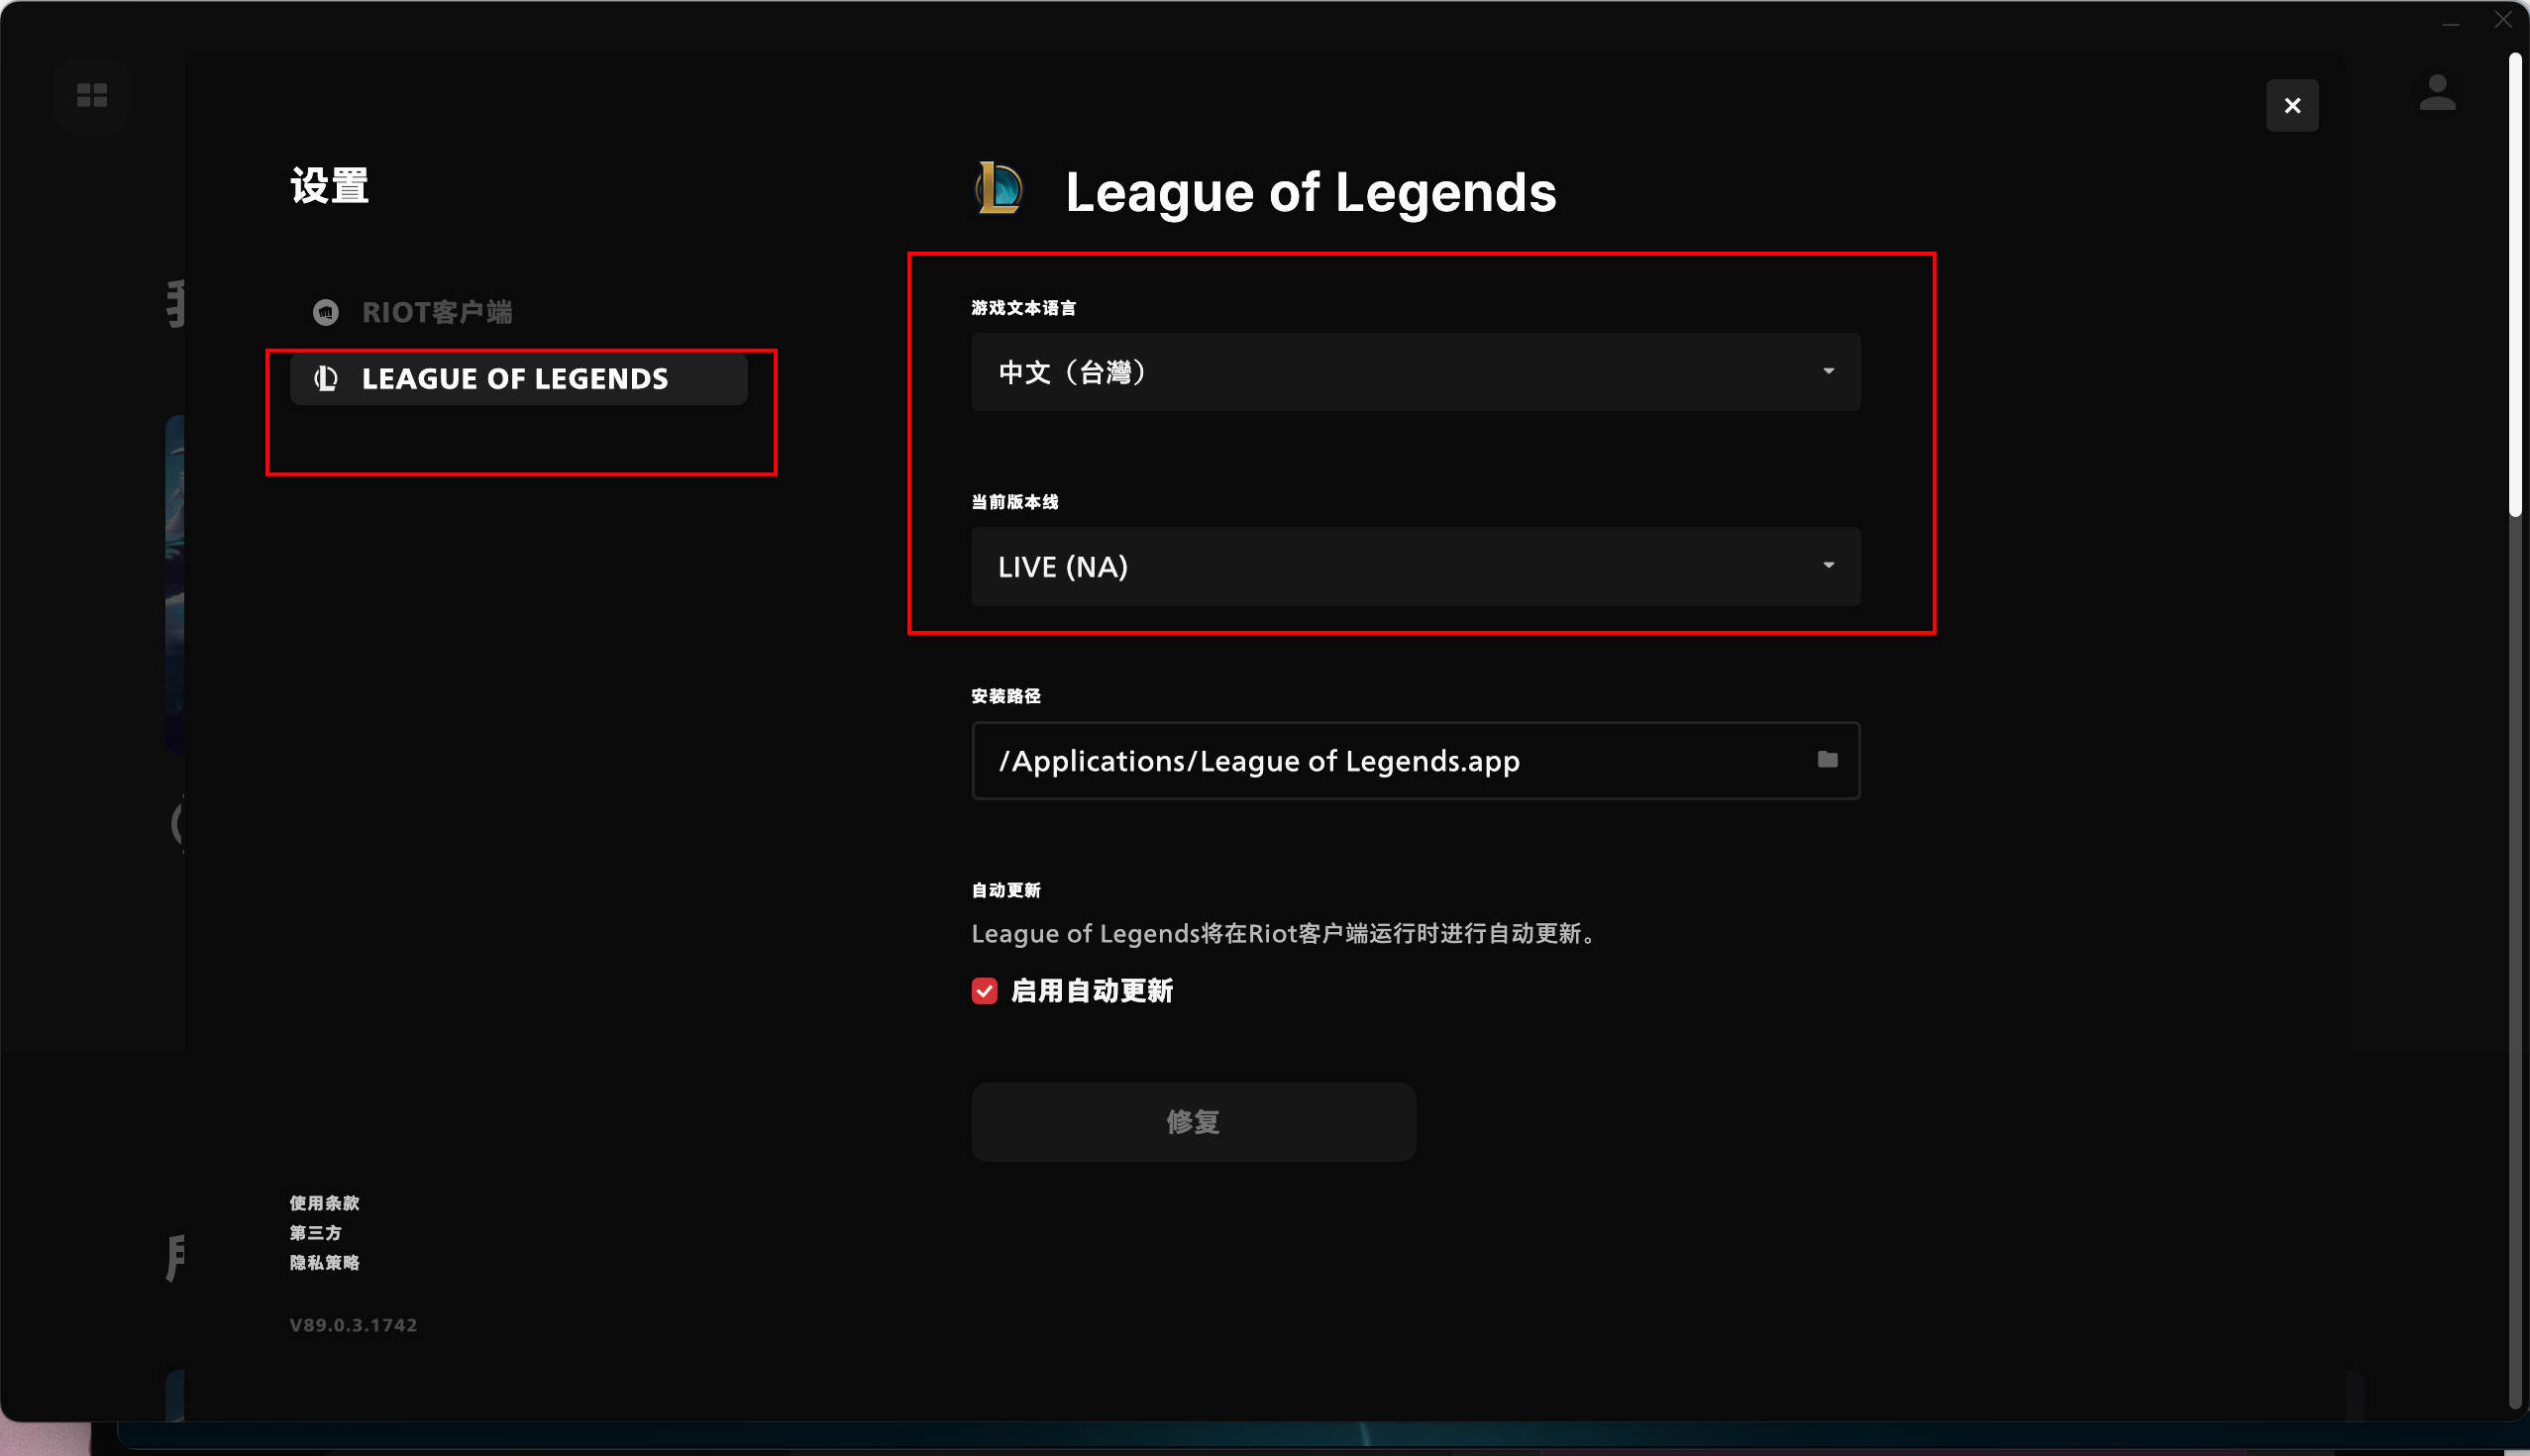 设置
RIOT客户端
LEAGUE OF LEGENDS
League of Legends
游戏文本语言
中文（台灣）
当前版本线
LIVE (NA)
安装路径
/Applications/League of Legends.app
自动更新
League of Legends将在Riot客户端运行时进行自动更新。
启用自动更新
修复
使用条款
第三方
隐私策略
V89.0.3.1742